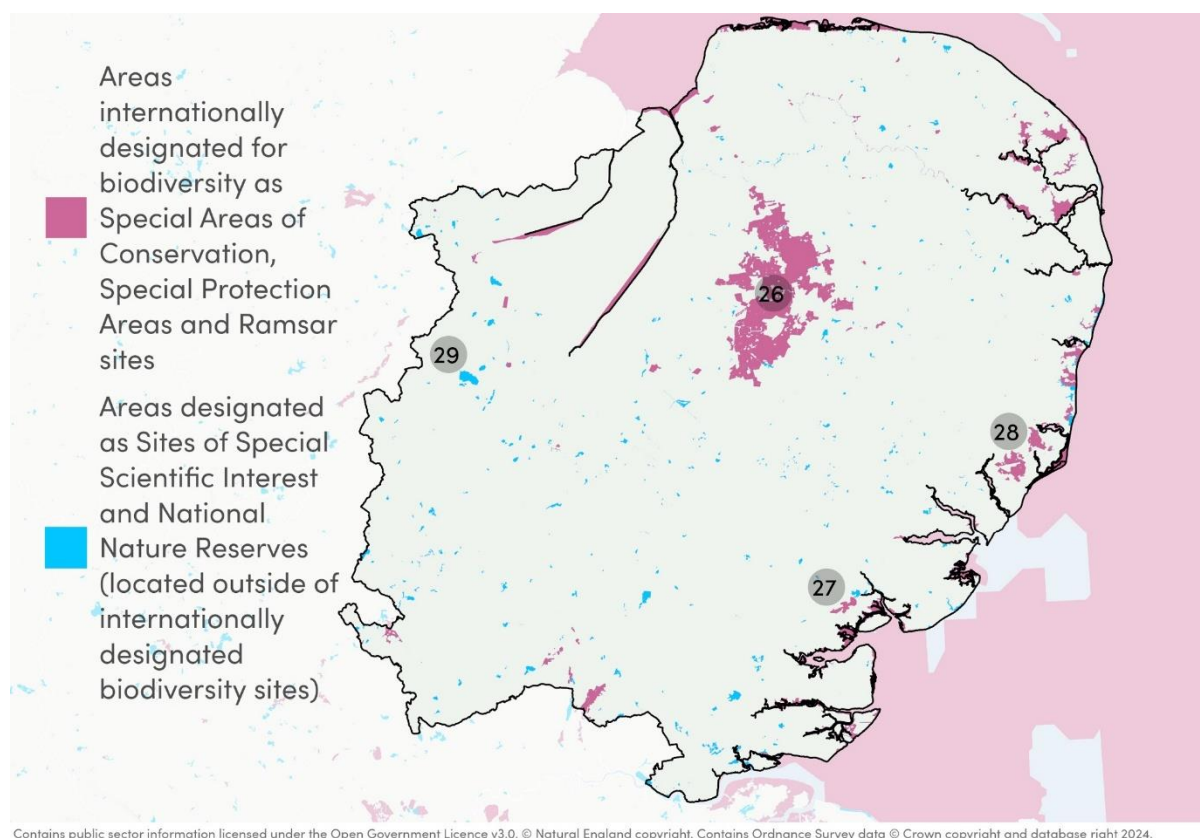 Areas
internationally
designated for
biodiversity as
Special Areas of
Conservation,
Special Protection
Areas and Ramsar
sites
Areas designated
as Sites of Special
Scientific Interest
and National
Nature Reserves
(located outside of
internationally
designated
biodiversity sites)
26
29
28
27
Contains public sector information licensed under the Open Government Licence v3.0. © Natural England copyright. Contains Ordnance Survey data © Crown copyright and database right 2024.